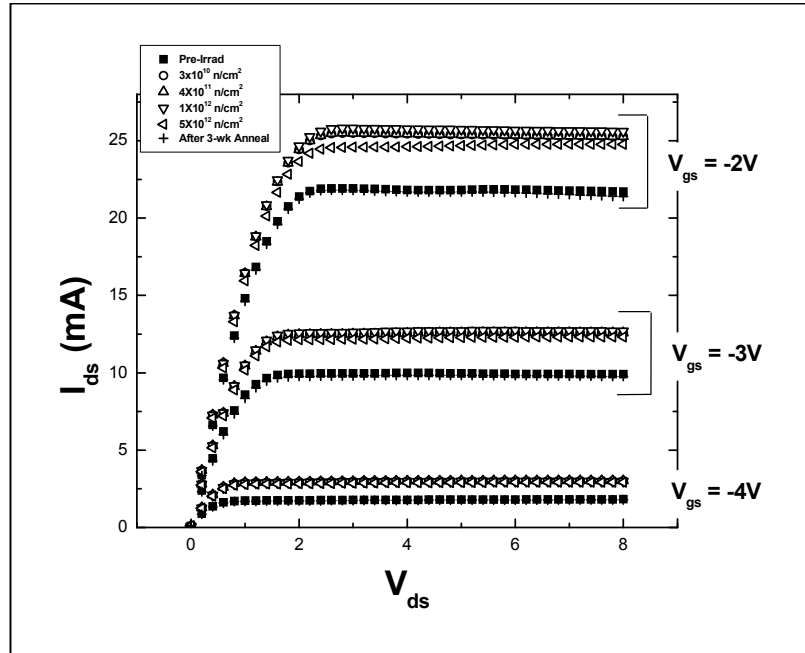 Pre-Irrad
3x10¹⁰ n/cm²
4X10¹¹ n/cm²
1X10¹² n/cm²
5X10¹² n/cm²
After 3-wk Anneal
25
20
15
10
5
0
I_ds (mA)
0 2 4 6 8
V_ds
V_gs = -2V
V_gs = -3V
V_gs = -4V